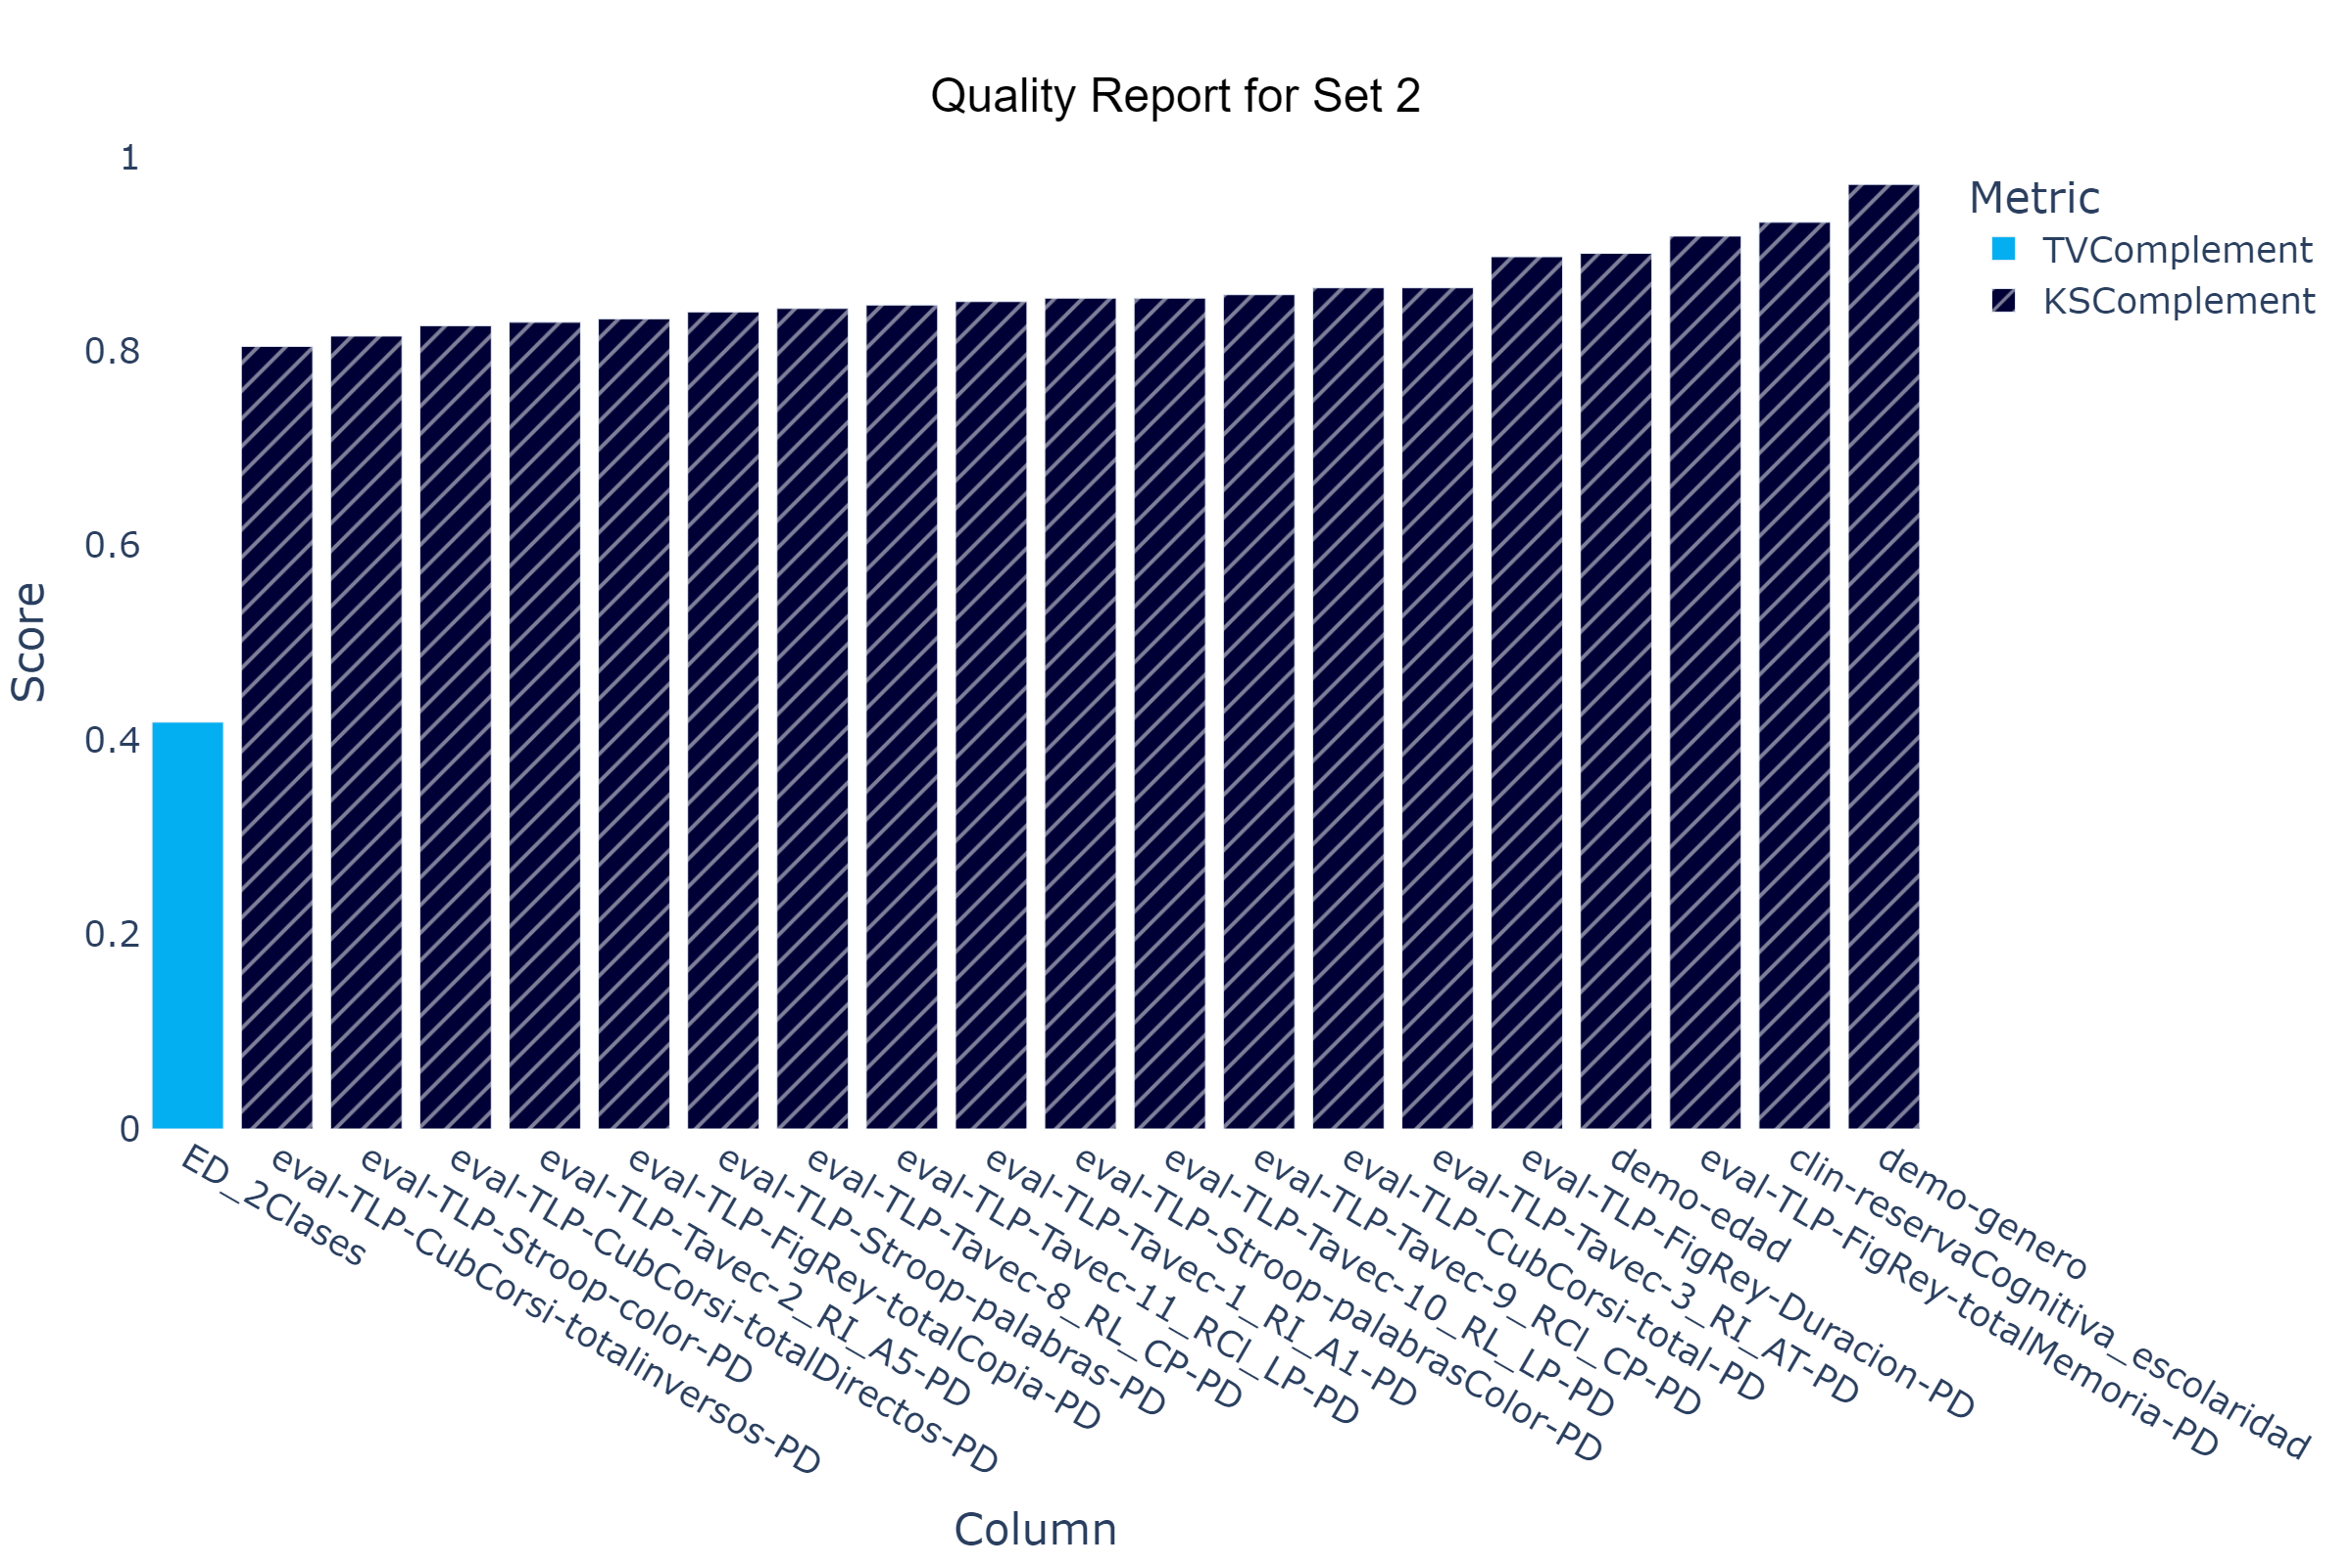 Quality Report for Set 2
1
0.8
0.6
0.4
0.2
0
Score
Metric
TVComplement
KSComplement
ED_2Clases
eval-TLP-CubCorsi-totalinversos-PD
eval-TLP-Stroop-color-PD
eval-TLP-CubCorsi-totalDirectos-PD
eval-TLP-Tavec-2_RI_A5-PD
eval-TLP-FigRey-totalCopia-PD
eval-TLP-Stroop-palabras-PD
eval-TLP-Tavec-8_RL_CP-PD
eval-TLP-Tavec-11_RCl_LP-PD
eval-TLP-Tavec-1_RI_A1-PD
eval-TLP-Stroop-palabrasColor-PD
eval-TLP-Tavec-10_RL_LP-PD
eval-TLP-Tavec-9_RCl_CP-PD
eval-TLP-CubCorsi-total-PD
eval-TLP-Tavec-3_RI_AT-PD
eval-TLP-FigRey-Duracion-PD
demo-edad
eval-TLP-FigRey-totalMemoria-PD
clin-reservaCognitiva_escolaridad
demo-genero
Column